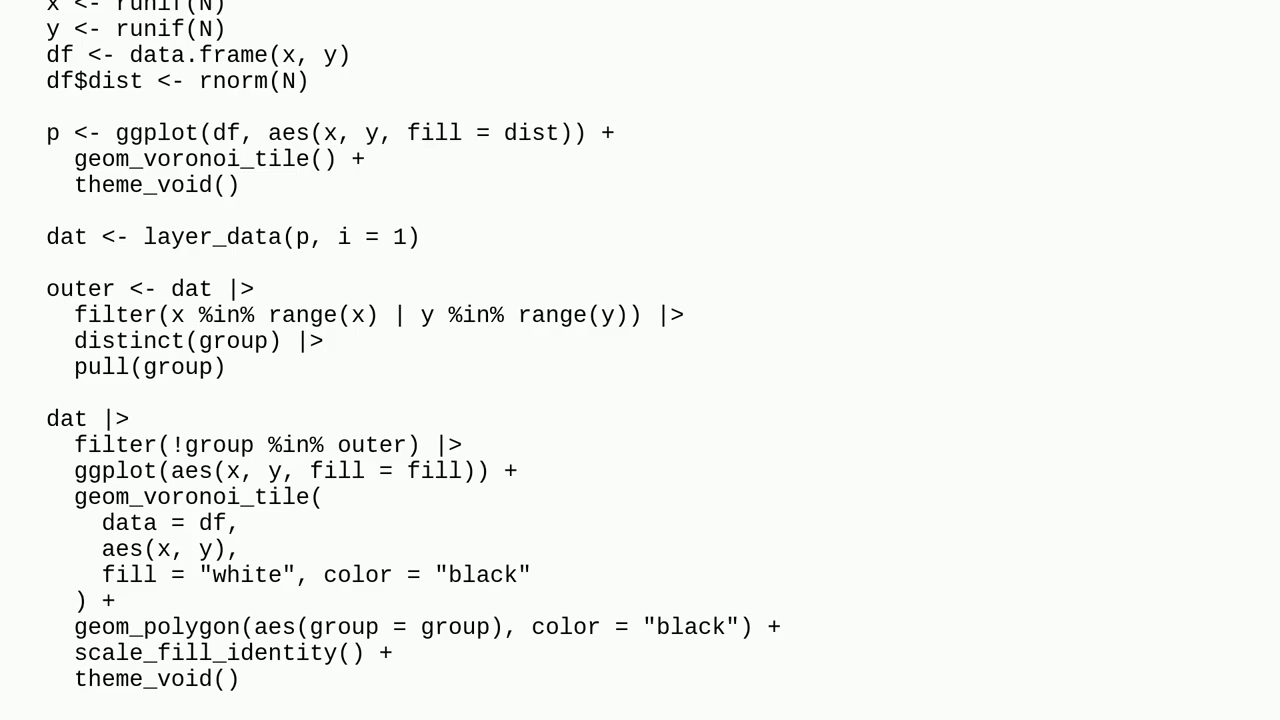 x <- runif(N)
y <- runif(N)
df <- data.frame(x, y)
df$dist <- rnorm(N)

p <- ggplot(df, aes(x, y, fill = dist)) +
  geom_voronoi_tile() +
  theme_void()

dat <- layer_data(p, i = 1)

outer <- dat |>
  filter(x %in% range(x) | y %in% range(y)) |>
  distinct(group) |>
  pull(group)

dat |>
  filter(!group %in% outer) |>
  ggplot(aes(x, y, fill = fill)) +
  geom_voronoi_tile(
    data = df,
    aes(x, y),
    fill = "white", color = "black"
  ) +
  geom_polygon(aes(group = group), color = "black") +
  scale_fill_identity() +
  theme_void()